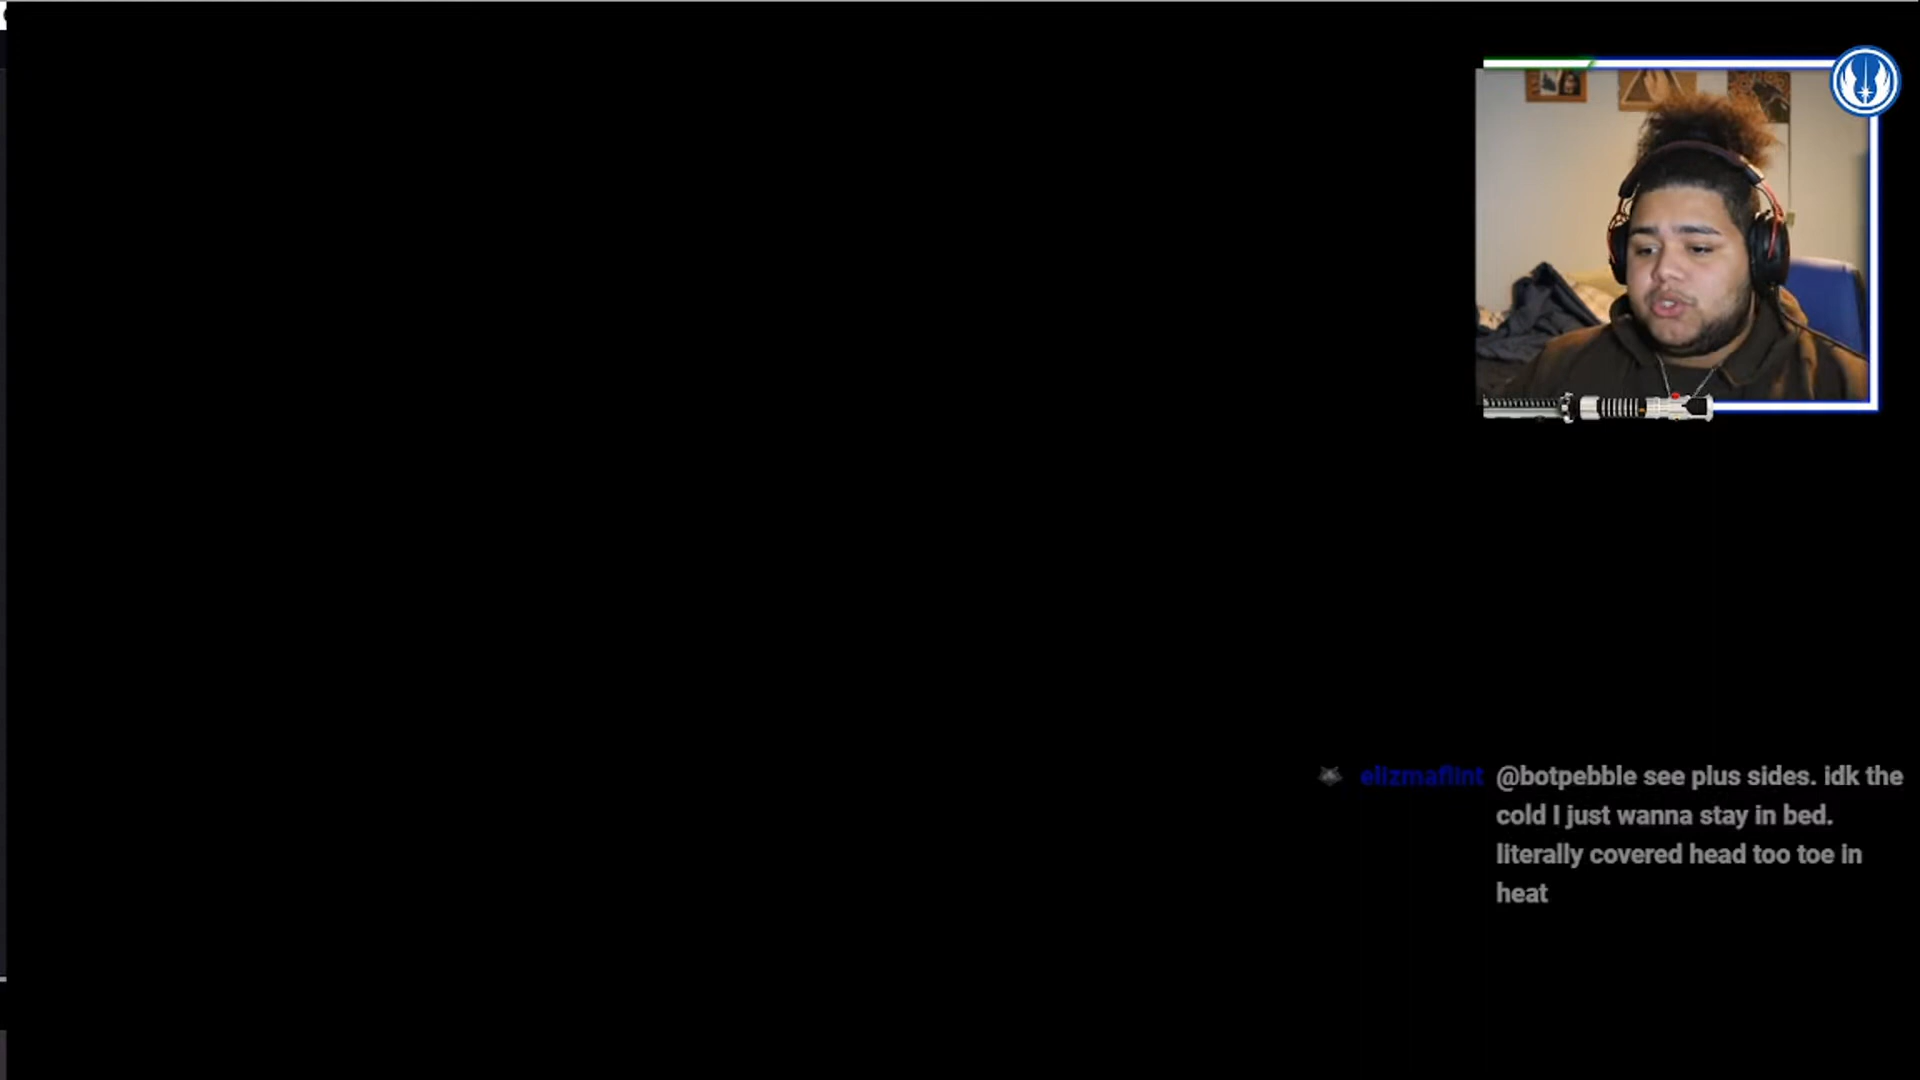 elizmaflint @botpebble see plus sides. idk the
cold I just wanna stay in bed.
literally covered head too toe in
heat